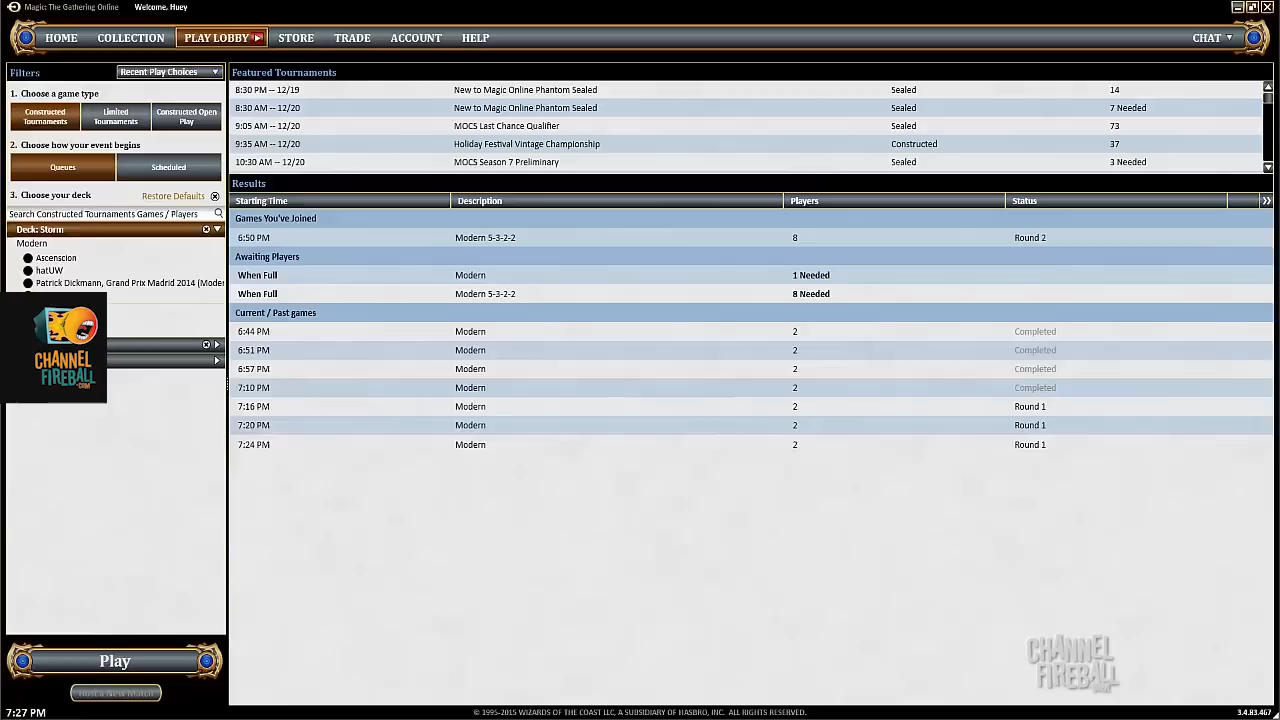 Magic: The Gathering Online Welcome, Huey
HOME COLLECTION PLAY LOBBY STORE TRADE ACCOUNT HELP CHAT
Filters Recent Play Choices
1. Choose a game type
Constructed Tournaments Limited Tournaments Constructed Open Play
2. Choose how your event begins
Queues Scheduled
3. Choose your deck Restore Defaults
Search Constructed Tournaments Games / Players
Deck: Storm
Modern
Ascension
hatUW
Patrick Dickmann, Grand Prix Madrid 2014 (Moder
CHANNEL
FIREBALL
.COM
Play
Host a New Match
7:27 PM
Featured Tournaments
8:30 PM -- 12/19 New to Magic Online Phantom Sealed Sealed 14
8:30 AM -- 12/20 New to Magic Online Phantom Sealed Sealed 7 Needed
9:05 AM -- 12/20 MOCS Last Chance Qualifier Sealed 73
9:35 AM -- 12/20 Holiday Festival Vintage Championship Constructed 37
10:30 AM -- 12/20 MOCS Season 7 Preliminary Sealed 3 Needed
Results
Starting Time Description Players Status
Games You've Joined
6:50 PM Modern 5-3-2-2 8 Round 2
Awaiting Players
When Full Modern 1 Needed
When Full Modern 5-3-2-2 8 Needed
Current / Past games
6:44 PM Modern 2 Completed
6:51 PM Modern 2 Completed
6:57 PM Modern 2 Completed
7:10 PM Modern 2 Completed
7:16 PM Modern 2 Round 1
7:20 PM Modern 2 Round 1
7:24 PM Modern 2 Round 1
CHANNEL
FIREBALL
© 1995-2015 WIZARDS OF THE COAST LLC, A SUBSIDIARY OF HASBRO, INC. ALL RIGHTS RESERVED. 3.4.83.467